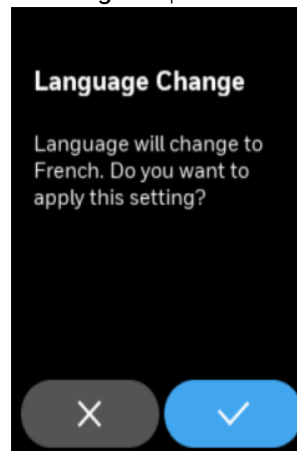 Language Change
Language will change to
French. Do you want to
apply this setting?